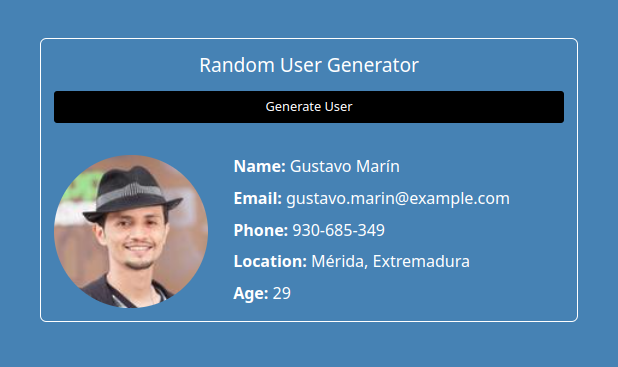 Random User Generator
Generate User
Name: Gustavo Marín
Email: gustavo.marin@example.com
Phone: 930-685-349
Location: Mérida, Extremadura
Age: 29